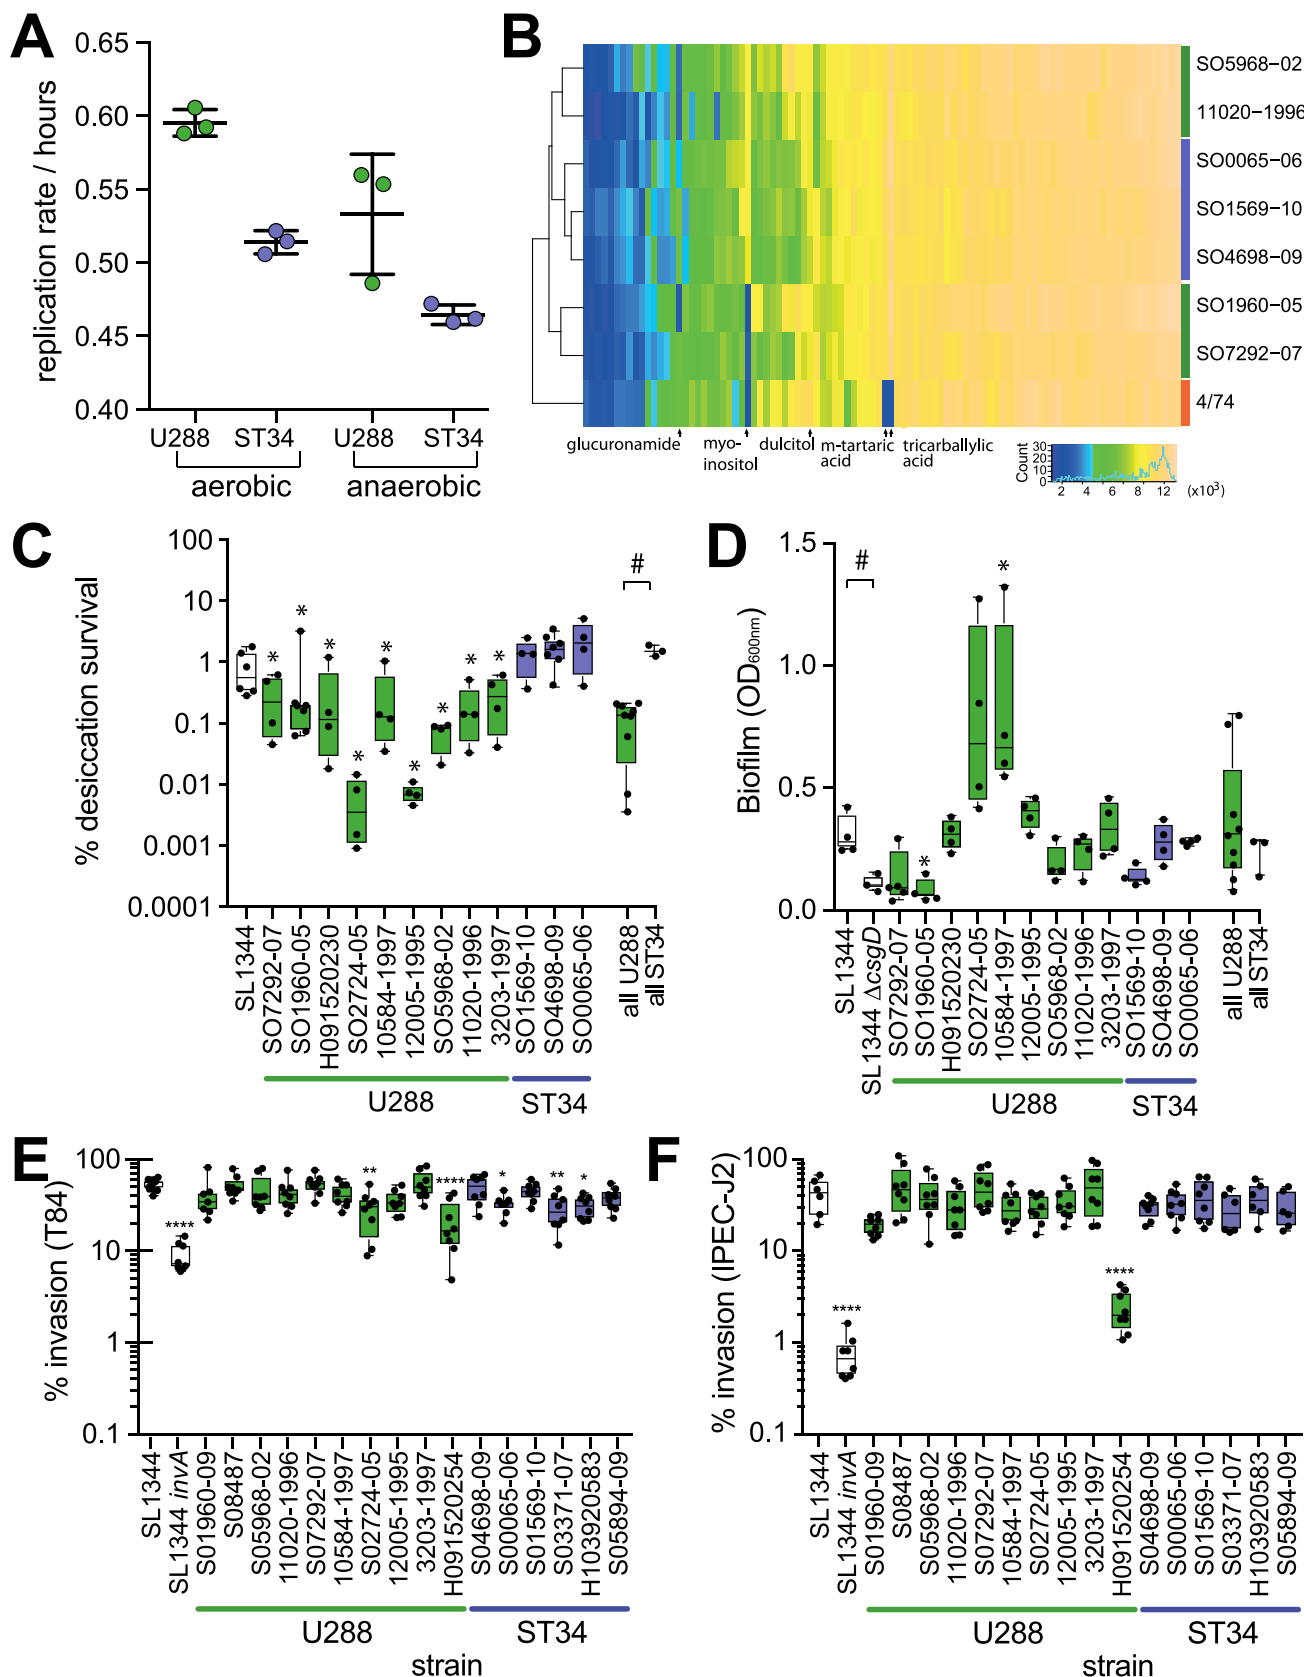 A
replication rate / hours
0.65
0.60
0.55
0.50
0.45
0.40
U288
ST34
U288
ST34
aerobic
anaerobic
B
SO5968-02
11020-1996
SO0065-06
SO1569-10
SO4698-09
SO1960-05
SO7292-07
4/74
glucuronamide
myo-
inositol
dulcitol
m-tartaric
acid
tricarballylic
acid
Count
30
20
10
0
2 4 6 8 12
(x10³)
C
% desiccation survival
100
10
1
0.1
0.01
0.001
0.0001
* * * * * * * * *
#
SL1344
SO7292-07
SO1960-05
H091520230
SO2724-05
10584-1997
12005-1995
SO5968-02
11020-1996
3203-1997
SO1569-10
SO4698-09
SO0065-06
all U288
all ST34
U288
ST34
D
Biofilm (OD600nm)
1.5
1.0
0.5
0.0
#
*
*
SL1344
SL1344 ΔcsgD
SO7292-07
SO1960-05
H091520230
SO2724-05
10584-1997
12005-1995
SO5968-02
11020-1996
3203-1997
SO1569-10
SO4698-09
SO0065-06
all U288
all ST34
U288
ST34
E
% invasion (T84)
100
10
1
0.1
****
**
****
*
**
*
SL1344
SL1344 invA
S01960-09
S08487
S05968-02
11020-1996
S07292-07
10584-1997
S02724-05
12005-1995
3203-1997
H091520254
S04698-09
S00065-06
S01569-10
S03371-07
H103920583
S05894-09
U288
ST34
strain
F
% invasion (IPEC-J2)
100
10
1
0.1
****
****
SL1344
SL1344 invA
S01960-09
S08487
S05968-02
11020-1996
S07292-07
10584-1997
S02724-05
12005-1995
3203-1997
H091520254
S04698-09
S00065-06
S01569-10
S03371-07
H103920583
S05894-09
U288
ST34
strain